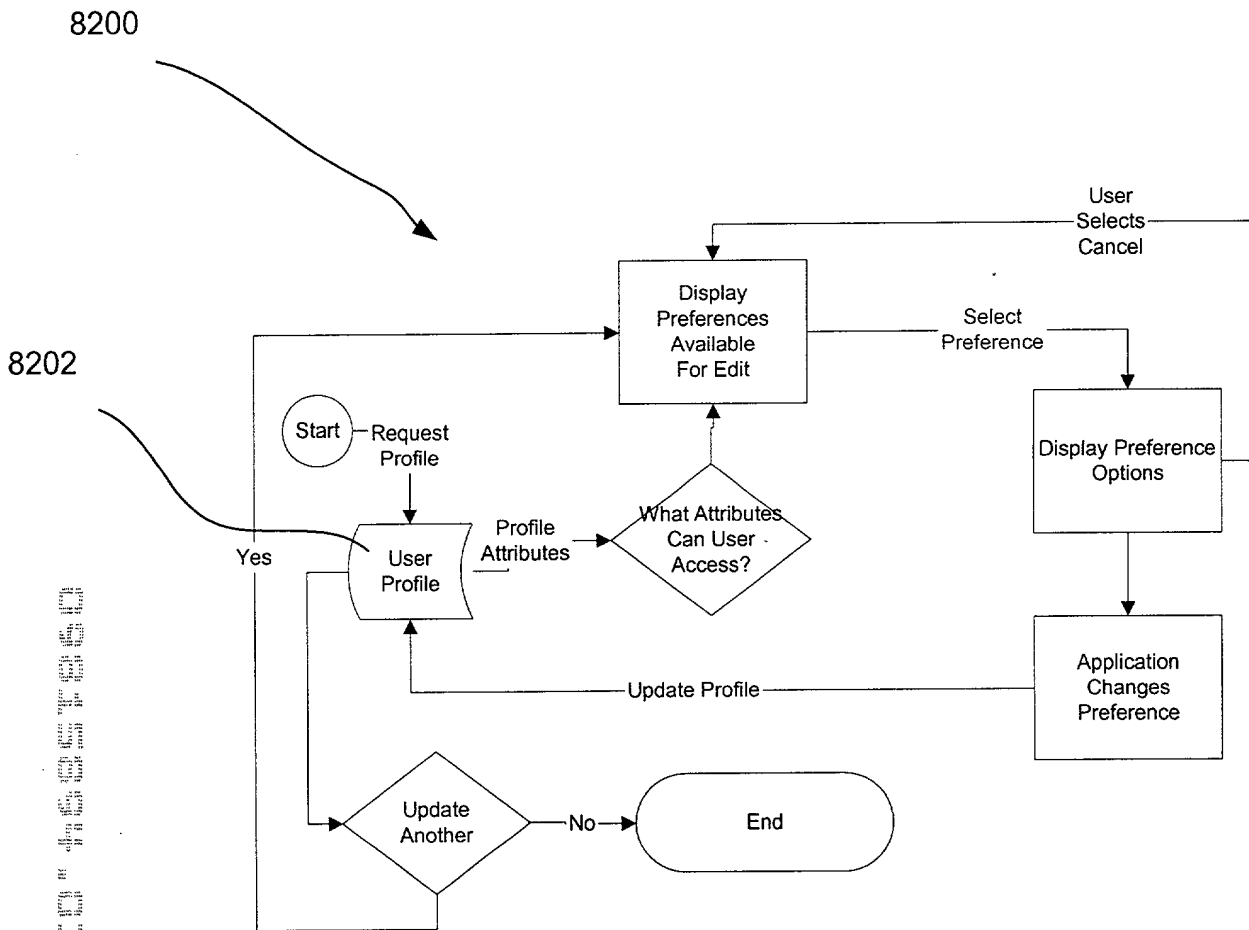 8200
User
Selects
Cancel
Display
Preferences
Available
For Edit
Select
Preference
8202
Start
Request
Profile
Display Preference
Options
What Attributes
Can User
Access?
Profile
Attributes
User
Profile
Yes
Application
Changes
Preference
Update Profile
Update
Another
No
End